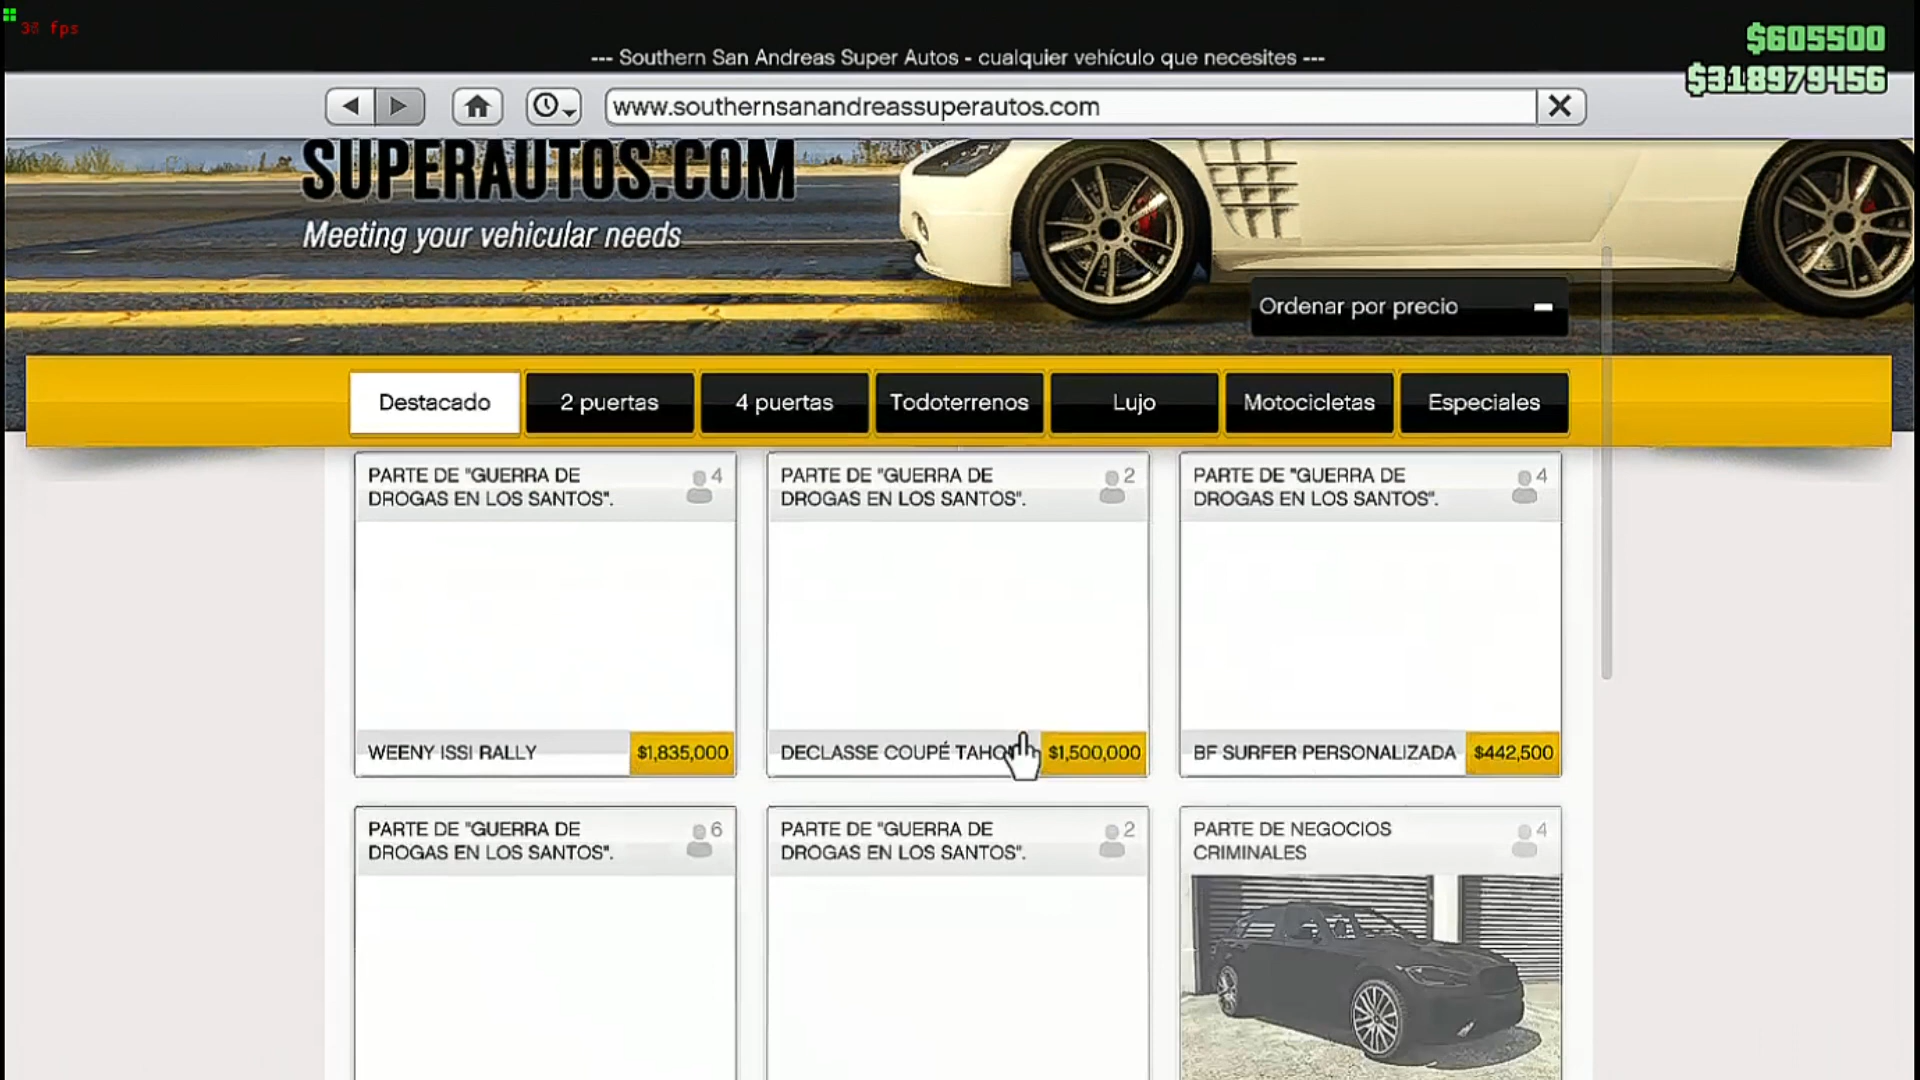 36 fps
$605500
--- Southern San Andreas Super Autos - cualquier vehículo que necesites ---
$318979456
www.southernsanandreassuperautos.com
SUPERAUTOS.COM
Meeting your vehicular needs
Ordenar por precio
Destacado
2 puertas
4 puertas
Todoterrenos
Lujo
Motocicletas
Especiales
PARTE DE "GUERRA DE
DROGAS EN LOS SANTOS".
4
PARTE DE "GUERRA DE
DROGAS EN LOS SANTOS".
2
PARTE DE "GUERRA DE
DROGAS EN LOS SANTOS".
4
WEENY ISSI RALLY
$1,835,000
DECLASSE COUPÉ
$1,500,000
BF SURFER PERSONALIZADA
$442,500
PARTE DE "GUERRA DE
DROGAS EN LOS SANTOS".
6
PARTE DE "GUERRA DE
DROGAS EN LOS SANTOS".
2
PARTE DE NEGOCIOS
CRIMINALES
4